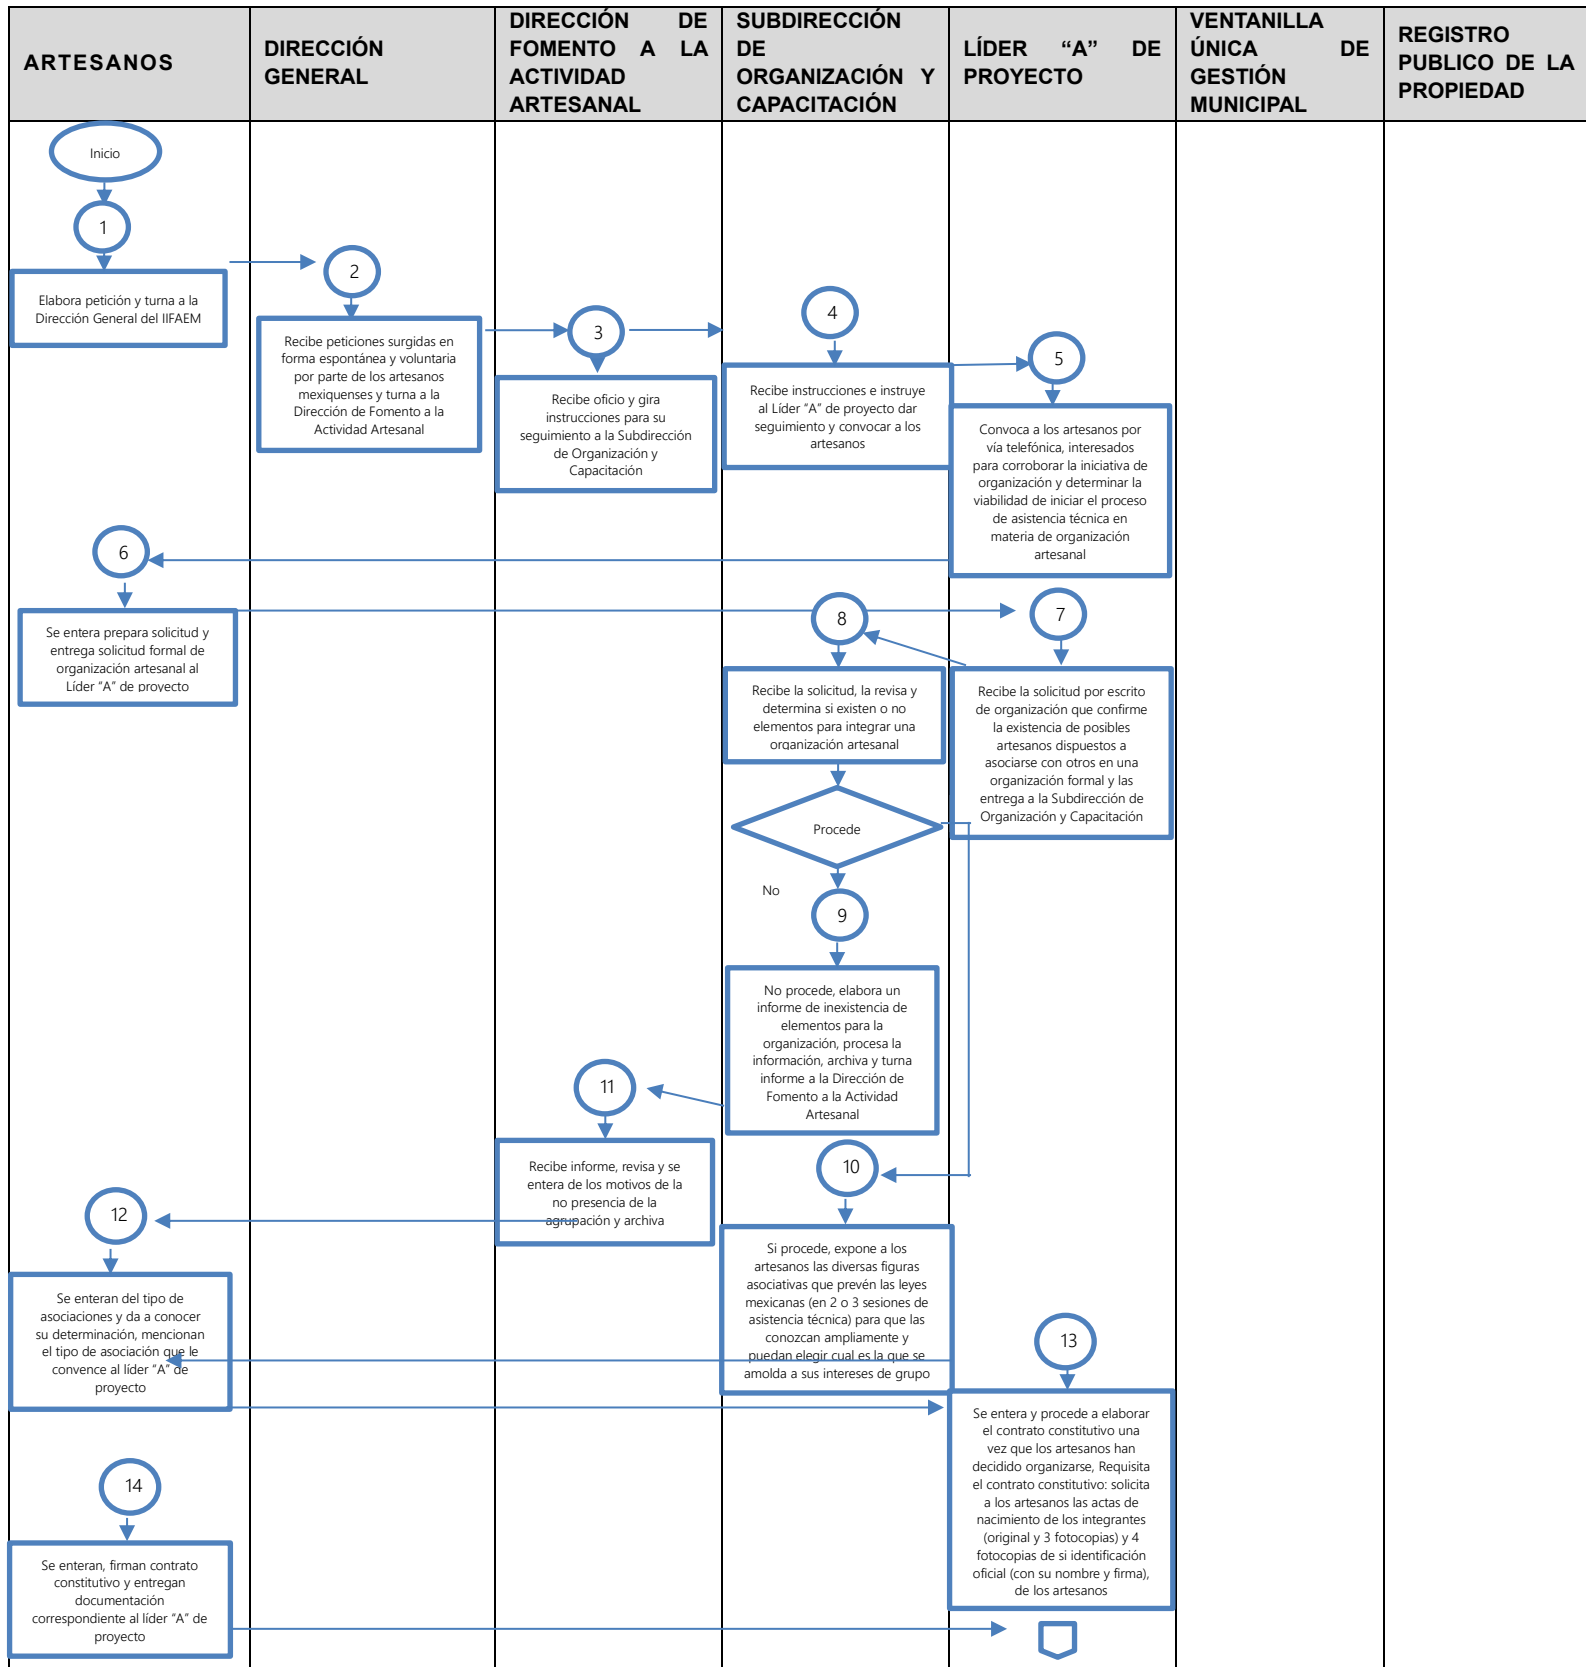 ARTESANOS
DIRECCIÓN
GENERAL
DIRECCIÓN DE
FOMENTO A LA
ACTIVIDAD
ARTESANAL
SUBDIRECCIÓN
DE
ORGANIZACIÓN Y
CAPACITACIÓN
LÍDER “A” DE
PROYECTO
VENTANILLA
ÚNICA DE
GESTIÓN
MUNICIPAL
REGISTRO
PUBLICO DE LA
PROPIEDAD
Inicio
1
Elabora petición y turna a la
Dirección General del IIFAEM
2
Recibe peticiones surgidas en
forma espontánea y voluntaria
por parte de los artesanos
mexiquenses y turna a la
Dirección de Fomento a la
Actividad Artesanal
3
Recibe oficio y gira
instrucciones para su
seguimiento a la Subdirección
de Organización y
Capacitación
4
Recibe instrucciones e instruye
al Líder “A” de proyecto dar
seguimiento y convocar a los
artesanos
5
Convoca a los artesanos por
vía telefónica, interesados
para corroborar la iniciativa de
organización y determinar la
viabilidad de iniciar el proceso
de asistencia técnica en
materia de organización
artesanal
6
Se entera prepara solicitud y
entrega solicitud formal de
organización artesanal al
Líder “A” de proyecto
7
Recibe la solicitud por escrito
de organización que confirme
la existencia de posibles
artesanos dispuestos a
asociarse con otros en una
organización formal y las
entrega a la Subdirección de
Organización y Capacitación
8
Recibe la solicitud, la revisa y
determina si existen o no
elementos para integrar una
organización artesanal
Procede
No
9
No procede, elabora un
informe de inexistencia de
elementos para la
organización, procesa la
información, archiva y turna
informe a la Dirección de
Fomento a la Actividad
Artesanal
11
Recibe informe, revisa y se
entera de los motivos de la
no presencia de la
agrupación y archiva
10
Si procede, expone a los
artesanos las diversas figuras
asociativas que prevén las leyes
mexicanas (en 2 o 3 sesiones de
asistencia técnica) para que las
conozcan ampliamente y
puedan elegir cual es la que se
amolda a sus intereses de grupo
12
Se enteran del tipo de
asociaciones y da a conocer
su determinación, mencionan
el tipo de asociación que le
convence al líder “A” de
proyecto
13
Se entera y procede a elaborar
el contrato constitutivo una
vez que los artesanos han
decidido organizarse, Requisita
el contrato constitutivo: solicita
a los artesanos las actas de
nacimiento de los integrantes
(original y 3 fotocopias) y 4
fotocopias de si identificación
oficial (con su nombre y firma),
de los artesanos
14
Se enteran, firman contrato
constitutivo y entregan
documentación
correspondiente al líder “A” de
proyecto